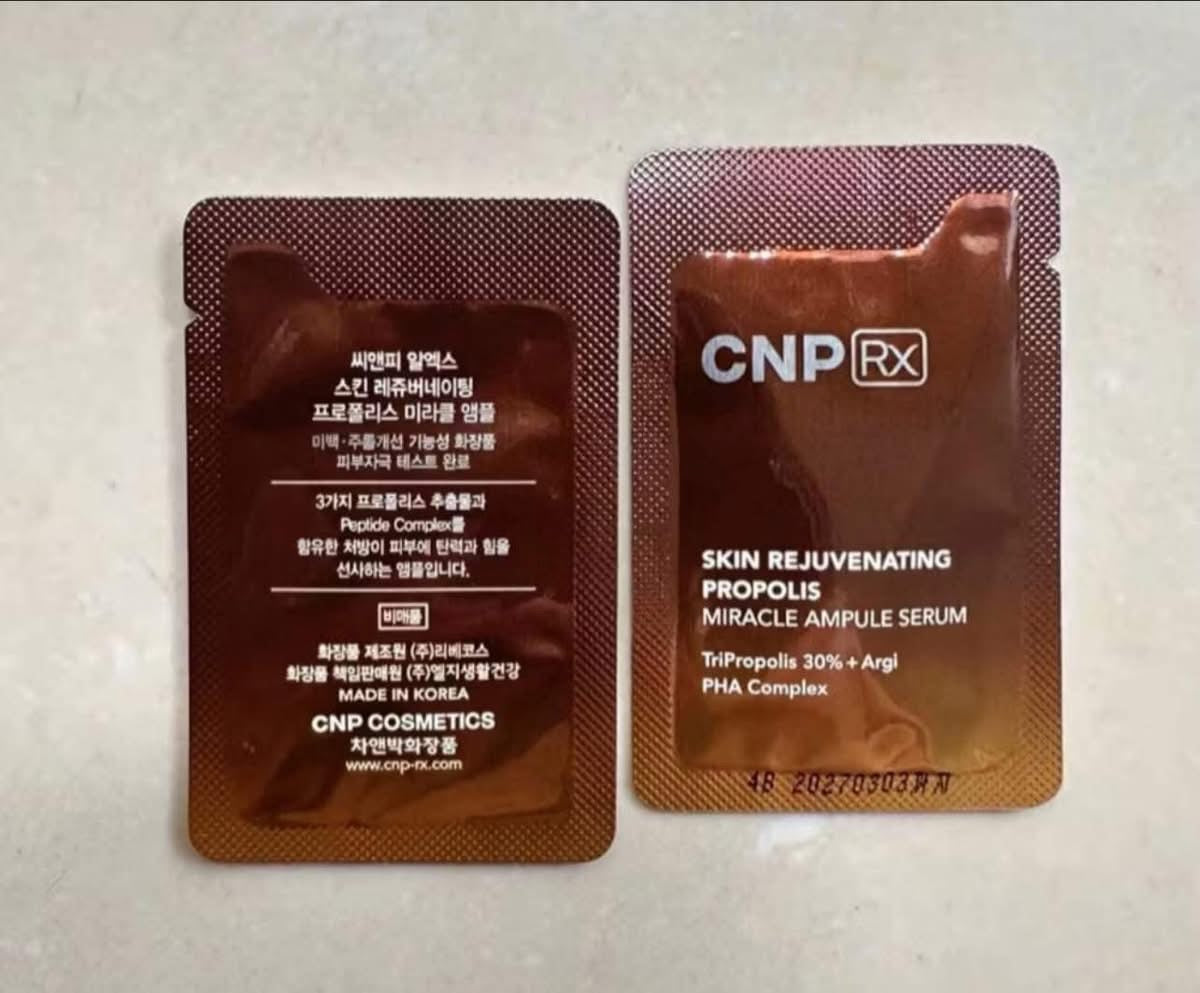 씨앤피 알엑스
스킨 레쥬버네이팅
프로폴리스 미라클 앰플
미백·주름개선 기능성 화장품
피부자극 테스트 완료
3가지 프로폴리스 추출물과
Peptide Complex를
함유한 처방이 피부에 탄력과 힘을
선사하는 앰플입니다.
비매품
화장품 제조원 (주)리베코스
화장품 책임판매원 (주)엘지생활건강
MADE IN KOREA
CNP COSMETICS
차앤박화장품
www.cnp-rx.com
CNP Rx
SKIN REJUVENATING
PROPOLIS
MIRACLE AMPULE SERUM
TriPropolis 30% + Argi
PHA Complex
4B 20270303까지